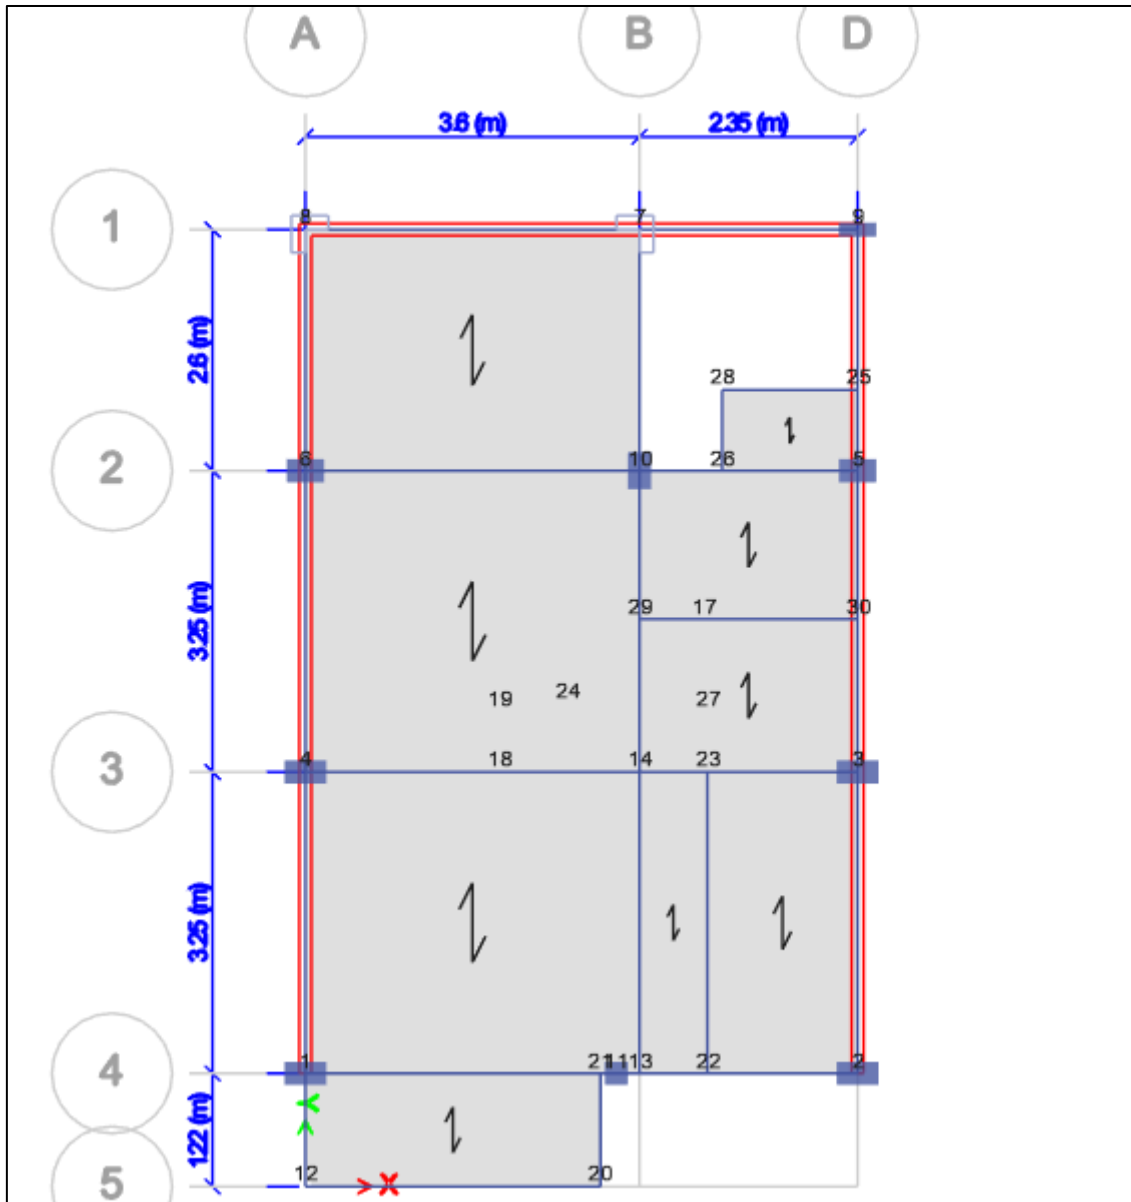 A B D
3.6 (m) 2.35 (m)
1 8 7 9
2.6 (m)
28 25
2 6 10 26 5
3.25 (m)
29 17 30
19 24 27
3 4 18 14 23 3
3.25 (m)
4 1 21 11 13 22 2
1.22 (m) Y
5 12 X 20